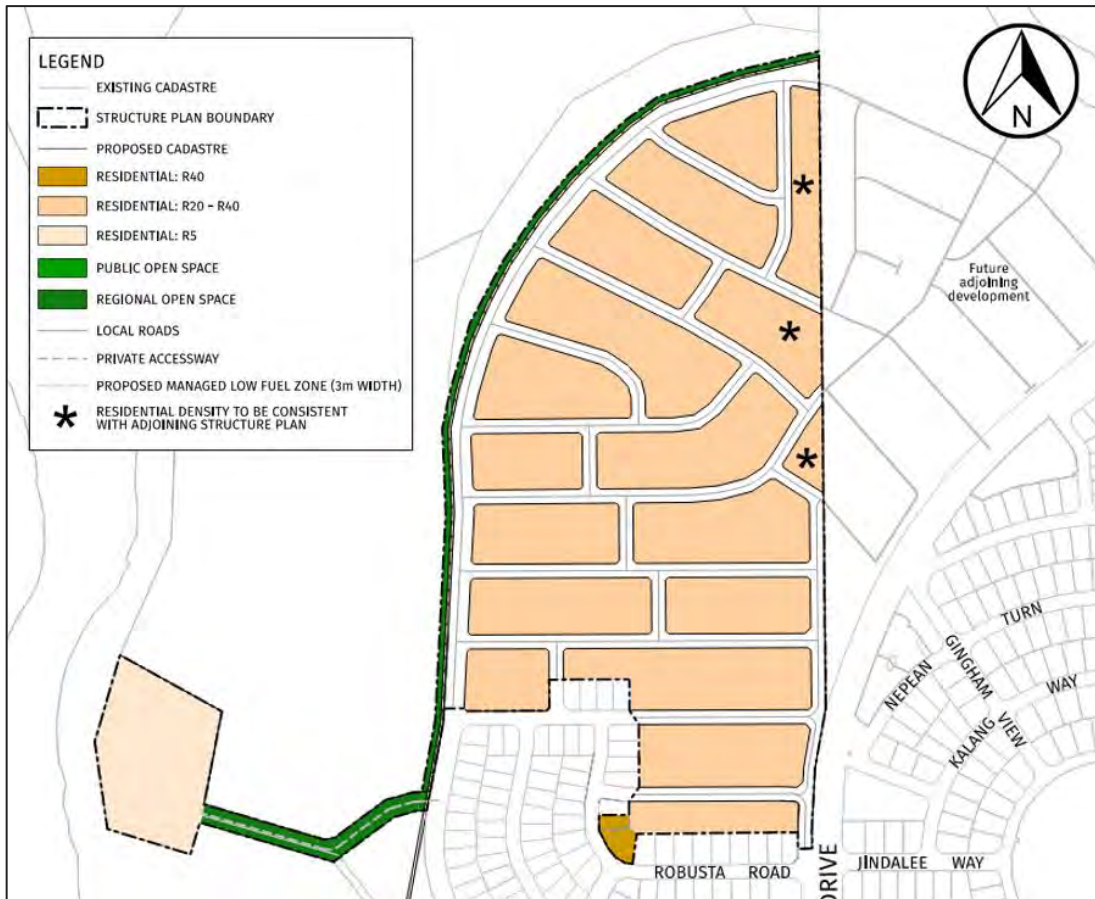 LEGEND
EXISTING CADASTRE
STRUCTURE PLAN BOUNDARY
PROPOSED CADASTRE
RESIDENTIAL: R40
RESIDENTIAL: R20 - R40
RESIDENTIAL: R5
PUBLIC OPEN SPACE
REGIONAL OPEN SPACE
LOCAL ROADS
PRIVATE ACCESSWAY
PROPOSED MANAGED LOW FUEL ZONE (3m WIDTH)
* RESIDENTIAL DENSITY TO BE CONSISTENT
WITH ADJOINING STRUCTURE PLAN
N
*
*
*
Future
adjoining
development
NEPEAN
TURN
GINGHAM
VIEW
KALANG
WAY
ROBUSTA ROAD
DRIVE
JINDALEE WAY